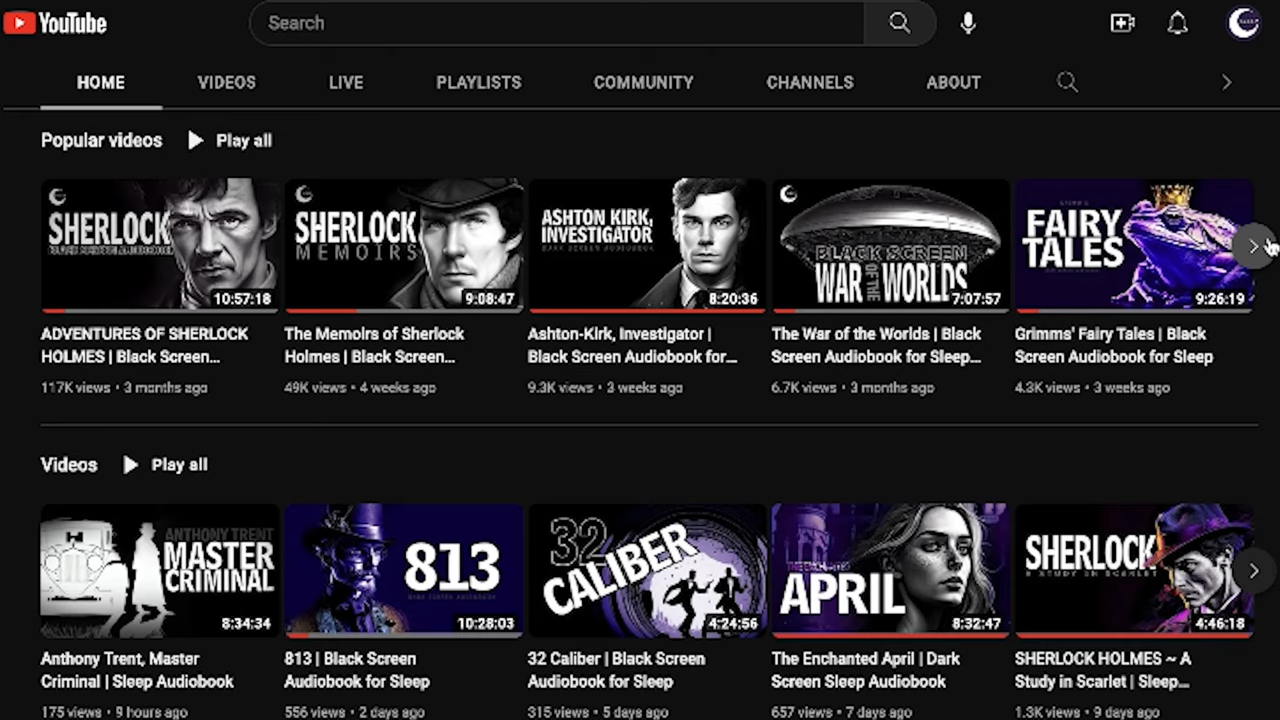 YouTube
Search
HOME VIDEOS LIVE PLAYLISTS COMMUNITY CHANNELS ABOUT
Popular videos Play all
SHERLOCK
10:57:18
SHERLOCK
MEMOIRS
9:08:47
ASHTON KIRK,
INVESTIGATOR
DARK SCREEN AUDIOBOOK
8:20:36
BLACK SCREEN
WAR OF THE WORLDS
7:07:57
FAIRY
TALES
9:26:19
ADVENTURES OF SHERLOCK
HOLMES | Black Screen...
117K views • 3 months ago
The Memoirs of Sherlock
Holmes | Black Screen...
49K views • 4 weeks ago
Ashton-Kirk, Investigator |
Black Screen Audiobook for...
9.3K views • 3 weeks ago
The War of the Worlds | Black
Screen Audiobook for Sleep...
6.7K views • 3 months ago
Grimms' Fairy Tales | Black
Screen Audiobook for Sleep
4.3K views • 3 weeks ago
Videos Play all
ANTHONY TRENT
MASTER
CRIMINAL
8:34:34
813
10:28:03
32
CALIBER
4:24:56
APRIL
8:32:47
SHERLOCK
A STUDY IN SCARLET
4:46:18
Anthony Trent, Master
Criminal | Sleep Audiobook
175 views • 9 hours ago
813 | Black Screen
Audiobook for Sleep
556 views • 2 days ago
32 Caliber | Black Screen
Audiobook for Sleep
315 views • 5 days ago
The Enchanted April | Dark
Screen Sleep Audiobook
657 views • 7 days ago
SHERLOCK HOLMES ~ A
Study in Scarlet | Sleep...
1.3K views • 9 days ago